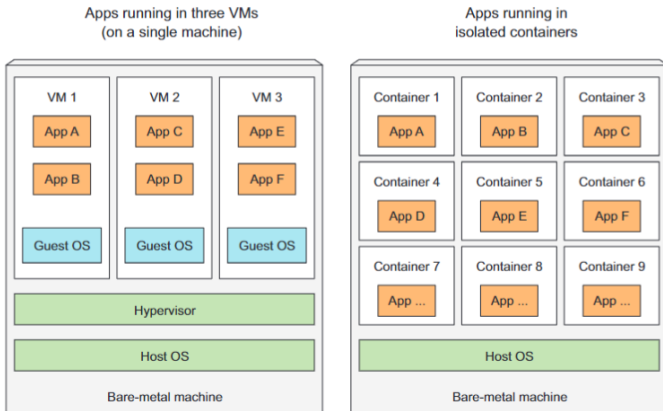 Apps running in three VMs
(on a single machine)
VM 1
VM 2
VM 3
App A
App C
App E
App B
App D
App F
Guest OS
Guest OS
Guest OS
Hypervisor
Host OS
Bare-metal machine
Apps running in
isolated containers
Container 1
Container 2
Container 3
App A
App B
App C
Container 4
Container 5
Container 6
App D
App E
App F
Container 7
Container 8
Container 9
App ...
App ...
App ...
Host OS
Bare-metal machine